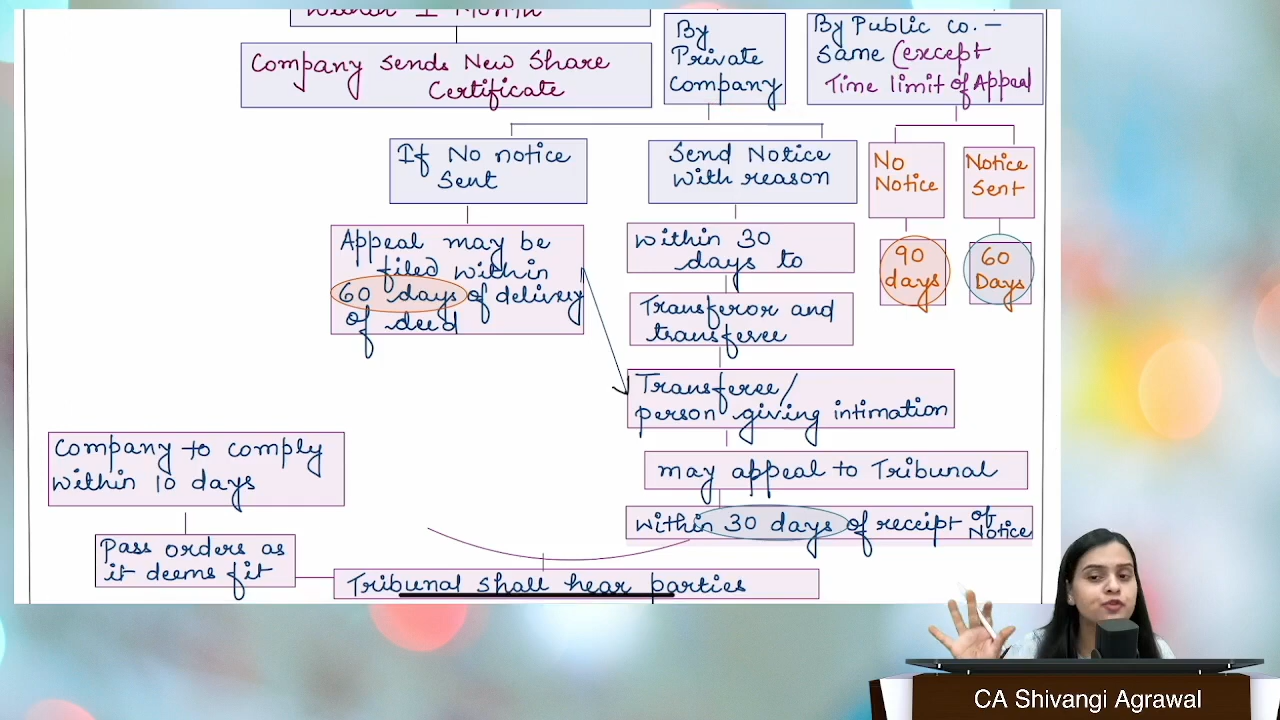 Within 1 Month
Company sends New Share
Certificate
By
Private
Company
By Public co. –
Same (except
Time limit of Appeal
If No notice
Sent
Send Notice
with reason
No
Notice
Notice
Sent
Appeal may be
filed within
60 days of delivery
of deed
within 30
days to
90
days
60
Days
Transferor and
transferee
Transferee/
person giving intimation
Company to comply
within 10 days
may appeal to Tribunal
within 30 days of receipt of
Notice
Pass orders as
it deems fit
Tribunal shall hear parties
CA Shivangi Agrawal